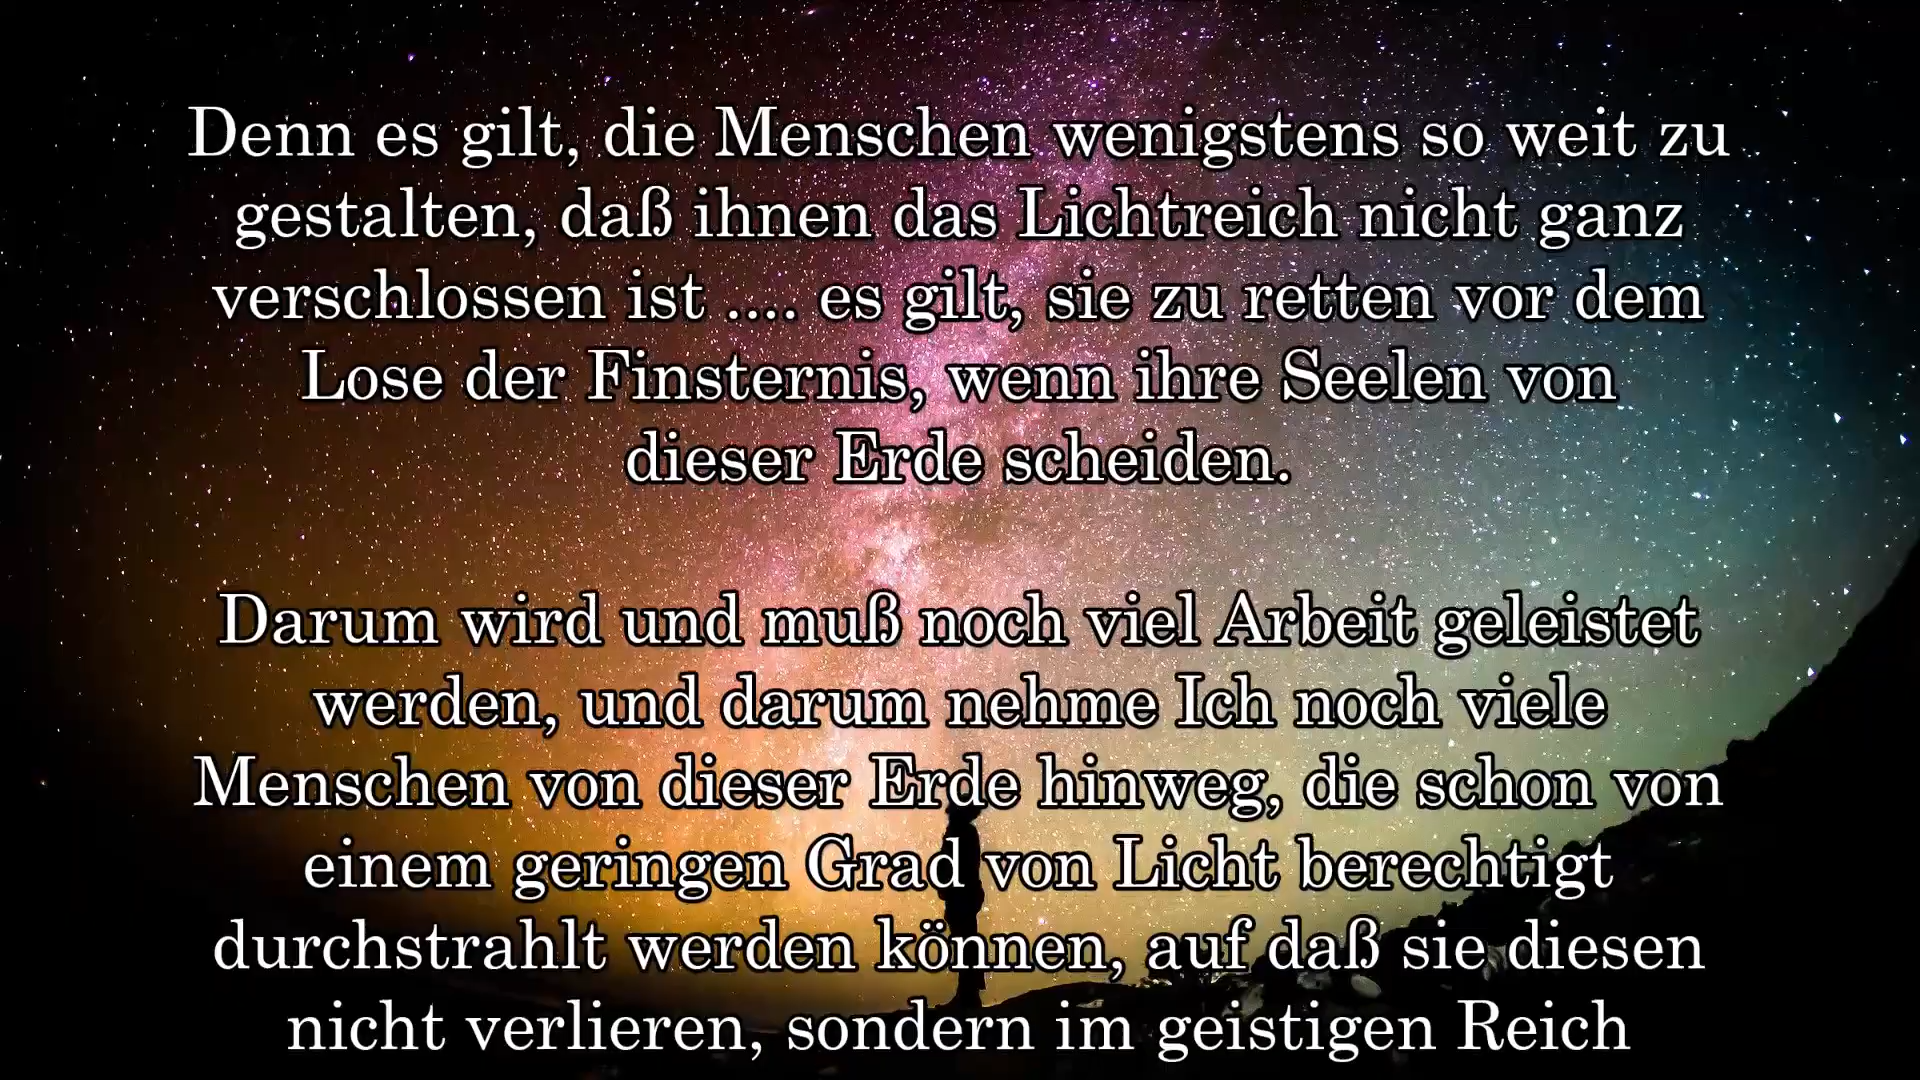 Denn es gilt, die Menschen wenigstens so weit zu
gestalten, daß ihnen das Lichtreich nicht ganz
verschlossen ist .... es gilt, sie zu retten vor dem
Lose der Finsternis, wenn ihre Seelen von
dieser Erde scheiden.
Darum wird und muß noch viel Arbeit geleistet
werden, und darum nehme Ich noch viele
Menschen von dieser Erde hinweg, die schon von
einem geringen Grad von Licht berechtigt
durchstrahlt werden können, auf daß sie diesen
nicht verlieren, sondern im geistigen Reich